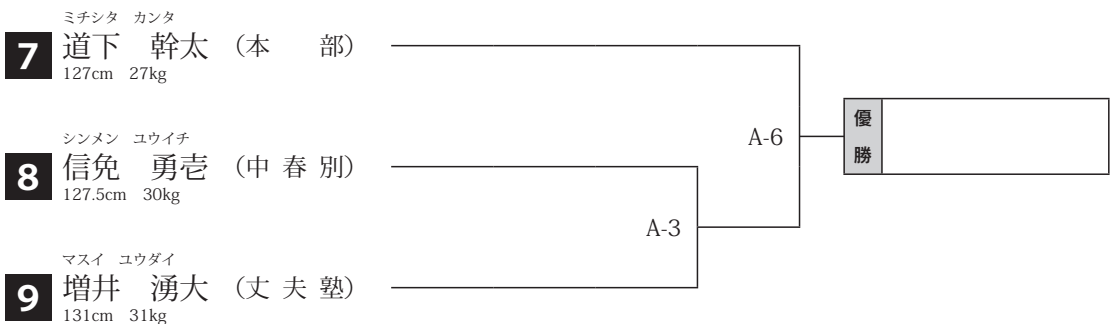 ミチシタ カンタ
7 道下 幹太 (本 部)
127cm 27kg
A-6
優勝
シンメン ユウイチ
8 信免 勇壱 (中春別)
127.5cm 30kg
A-3
マスイ ユウダイ
9 増井 湧大 (丈夫塾)
131cm 31kg